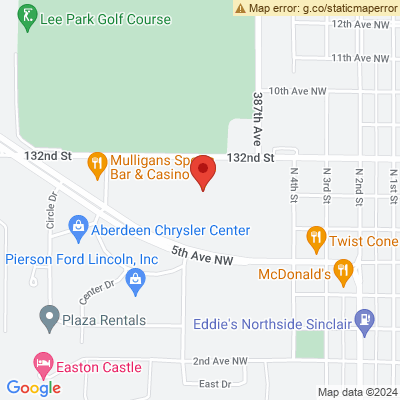 Map error: g.co/staticmaperror
Lee Park Golf Course
12th Ave NW
11th Ave NW
10th Ave NW
387th Ave
132nd St
132nd St
Mulligans Sports
Bar & Casino
N 4th St
N 3rd St
N 2nd St
N 1st St
Circle Dr
Aberdeen Chrysler Center
5th Ave NW
Twist Cone
Pierson Ford Lincoln, Inc
McDonald's
Center Dr
Plaza Rentals
Eddie's Northside Sinclair
2nd Ave NW
Easton Castle
East Dr
Google
Map data ©2024